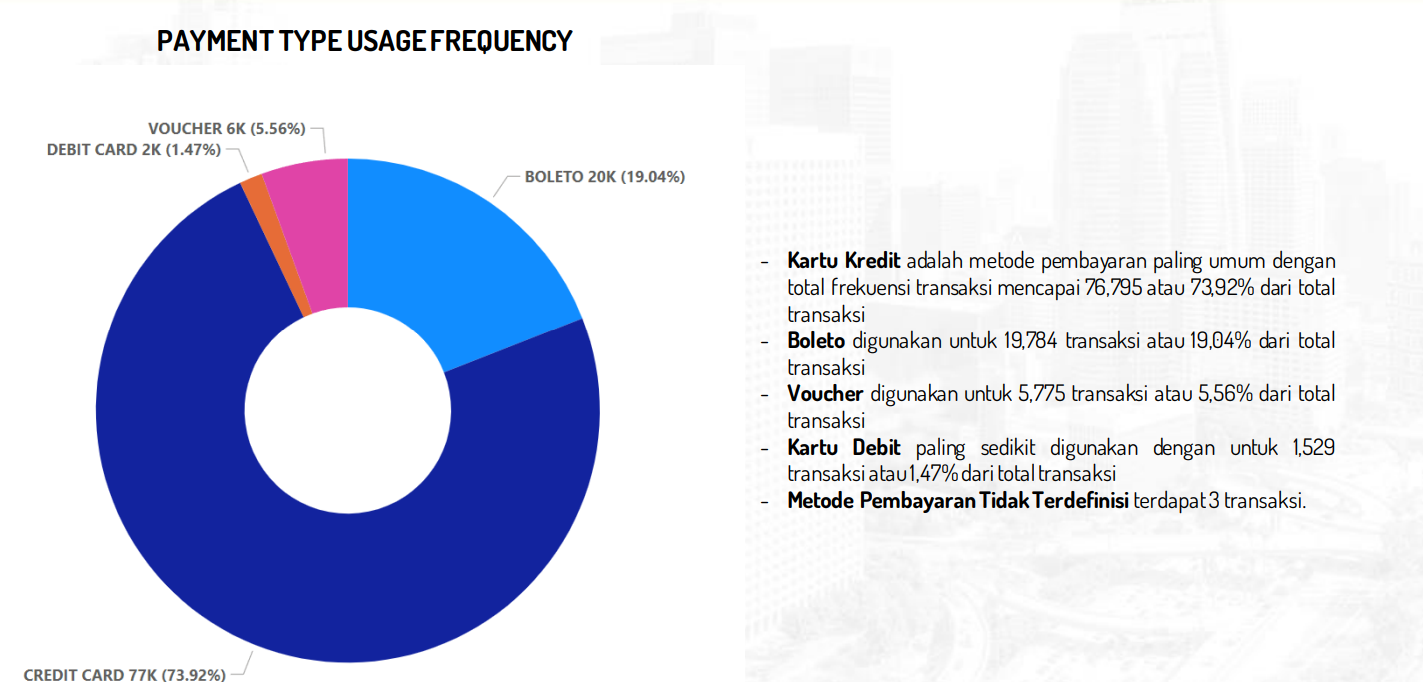 PAYMENT TYPE USAGE FREQUENCY
VOUCHER 6K (5.56%)
DEBIT CARD 2K (1.47%)
BOLETO 20K (19.04%)
CREDIT CARD 77K (73.92%)
- Kartu Kredit adalah metode pembayaran paling umum dengan
total frekuensi transaksi mencapai 76,795 atau 73,92% dari total
transaksi
- Boleto digunakan untuk 19,784 transaksi atau 19,04% dari total
transaksi
- Voucher digunakan untuk 5,775 transaksi atau 5,56% dari total
transaksi
- Kartu Debit paling sedikit digunakan dengan untuk 1,529
transaksi atau 1,47% dari total transaksi
- Metode Pembayaran Tidak Terdefinisi terdapat 3 transaksi.